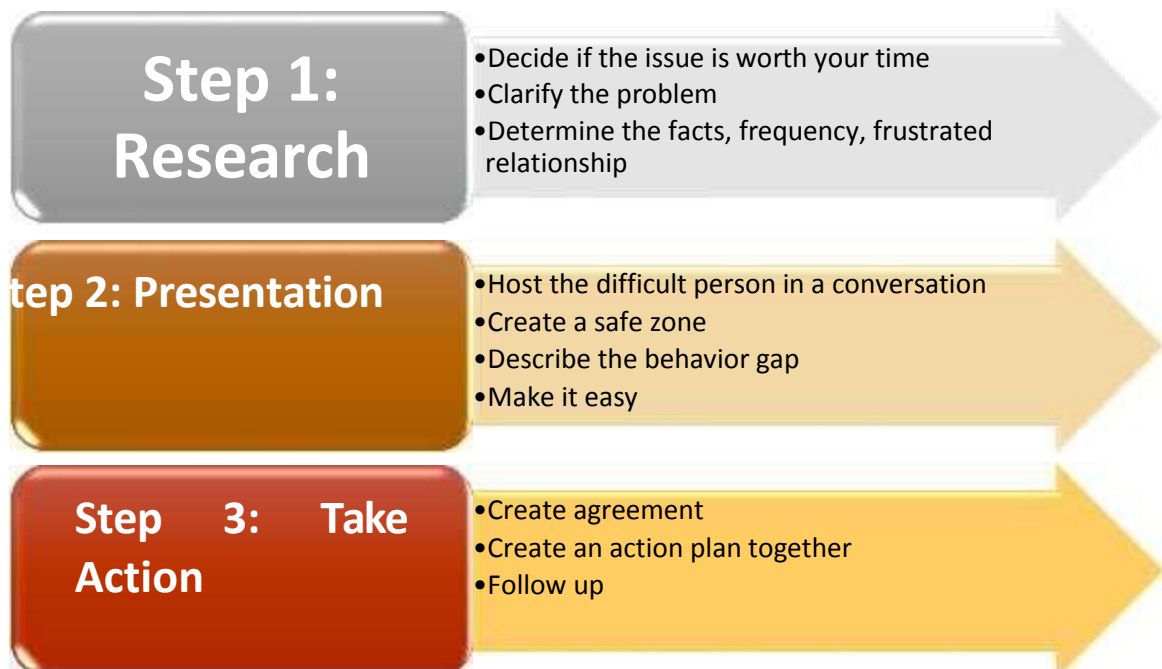 Step 1:
Research
•Decide if the issue is worth your time
•Clarify the problem
•Determine the facts, frequency, frustrated
relationship
tep 2: Presentation
•Host the difficult person in a conversation
•Create a safe zone
•Describe the behavior gap
•Make it easy
Step 3: Take
Action
•Create agreement
•Create an action plan together
•Follow up